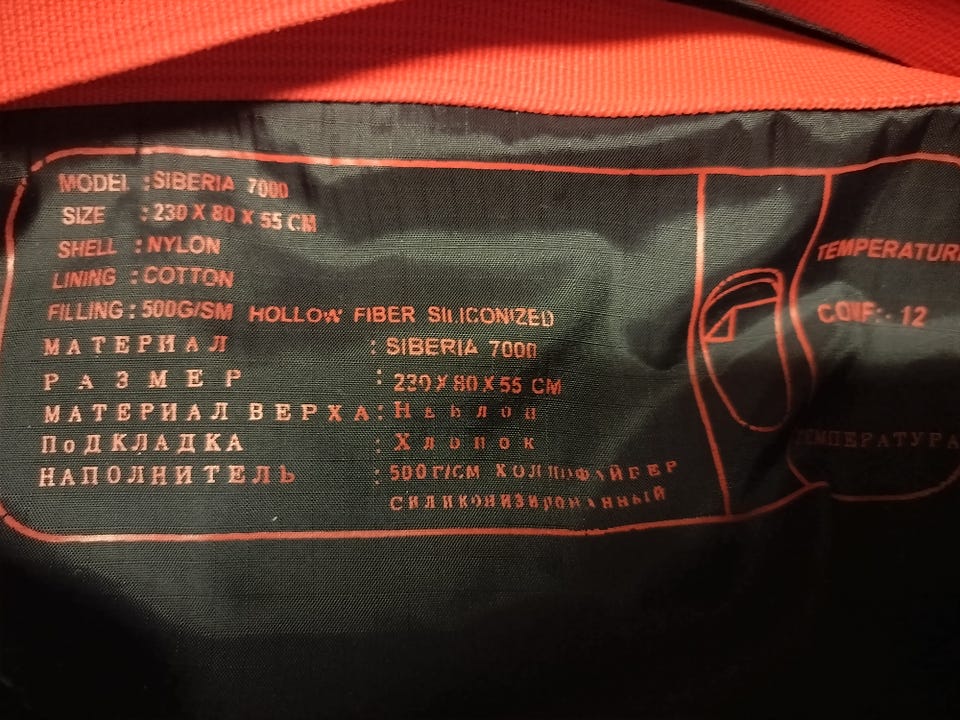 MODEL : SIBERIA 7000
SIZE : 230 X 80 X 55 CM
SHELL : NYLON
LINING : COTTON
FILLING : 500G/SM HOLLOW FIBER SILICONIZED
МАТЕРИАЛ : SIBERIA 7000
РАЗМЕР : 230 X 80 X 55 CM
МАТЕРИАЛ ВЕРХА: Нейлон
ПоДКЛАДКА : Хлопок
НАПОЛНИТЕЛЬ : 500Г/СМ ХОЛЛОФАЙБЕР
Силиконизированный
TEMPERATUR
COMF: - 12
ТЕМПЕРАТУРА